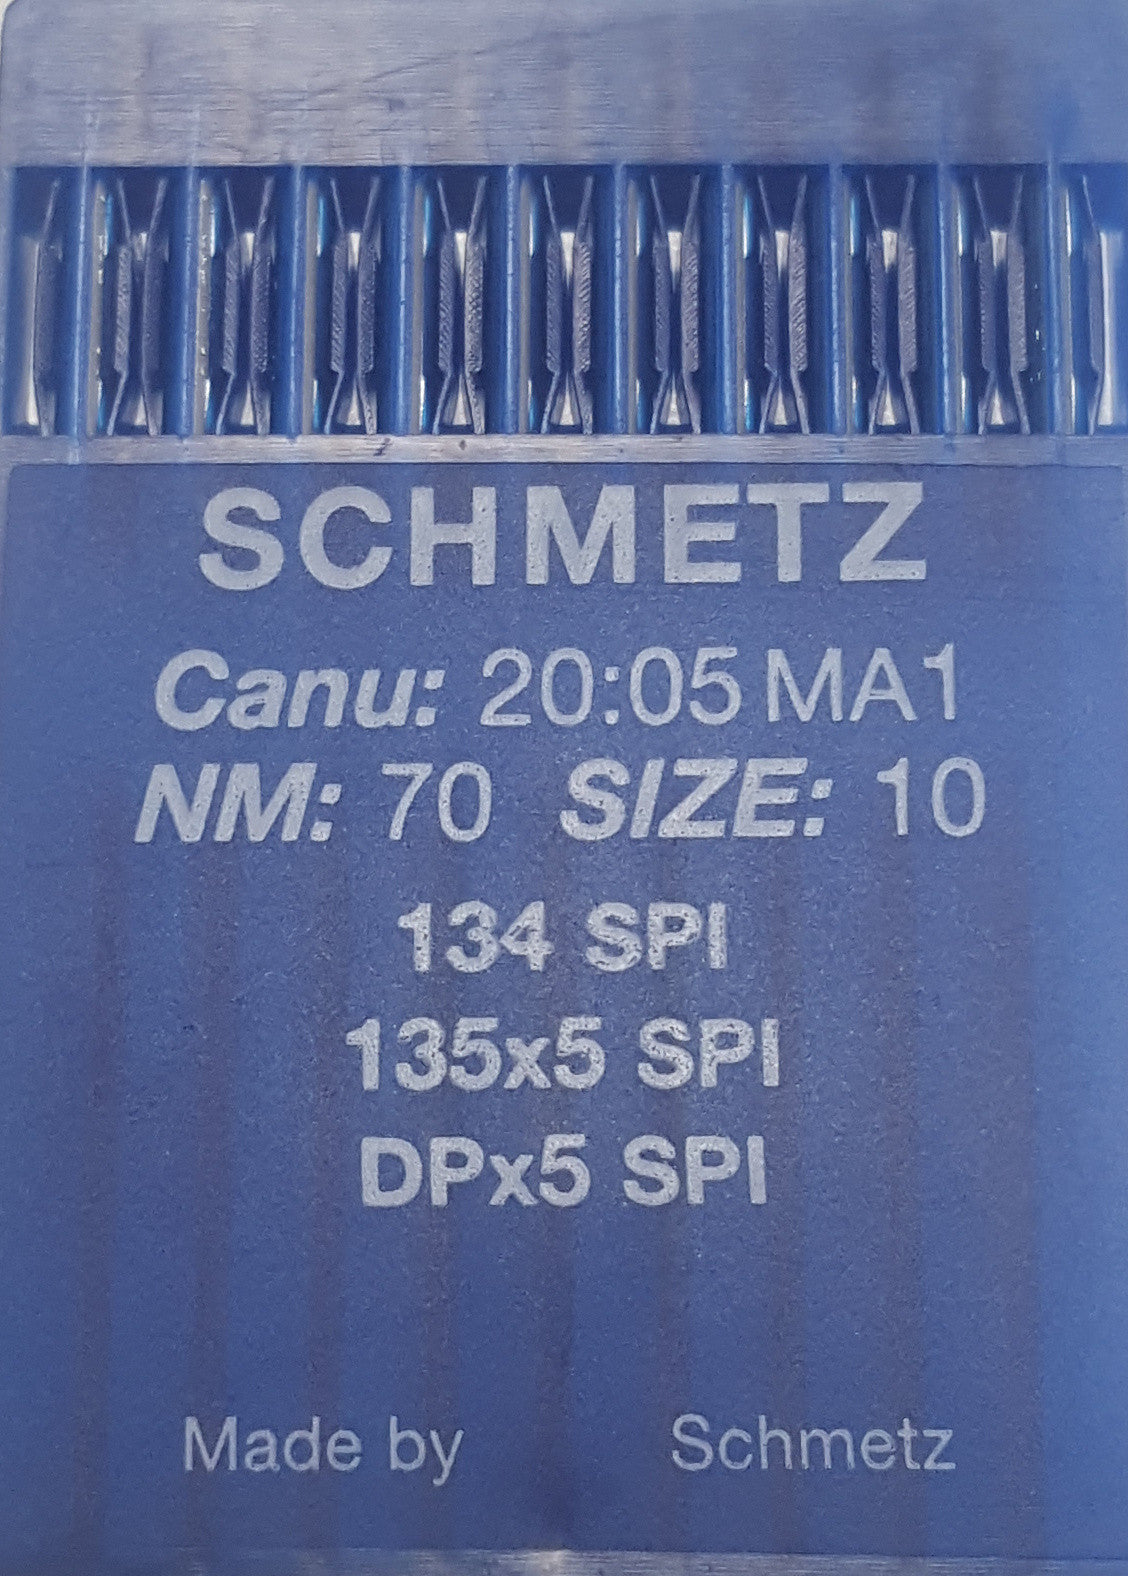 SCHMETZ
Canu: 20:05 MA1
NM: 70 SIZE: 10
134 SPI
135x5 SPI
DPx5 SPI
Made by Schmetz